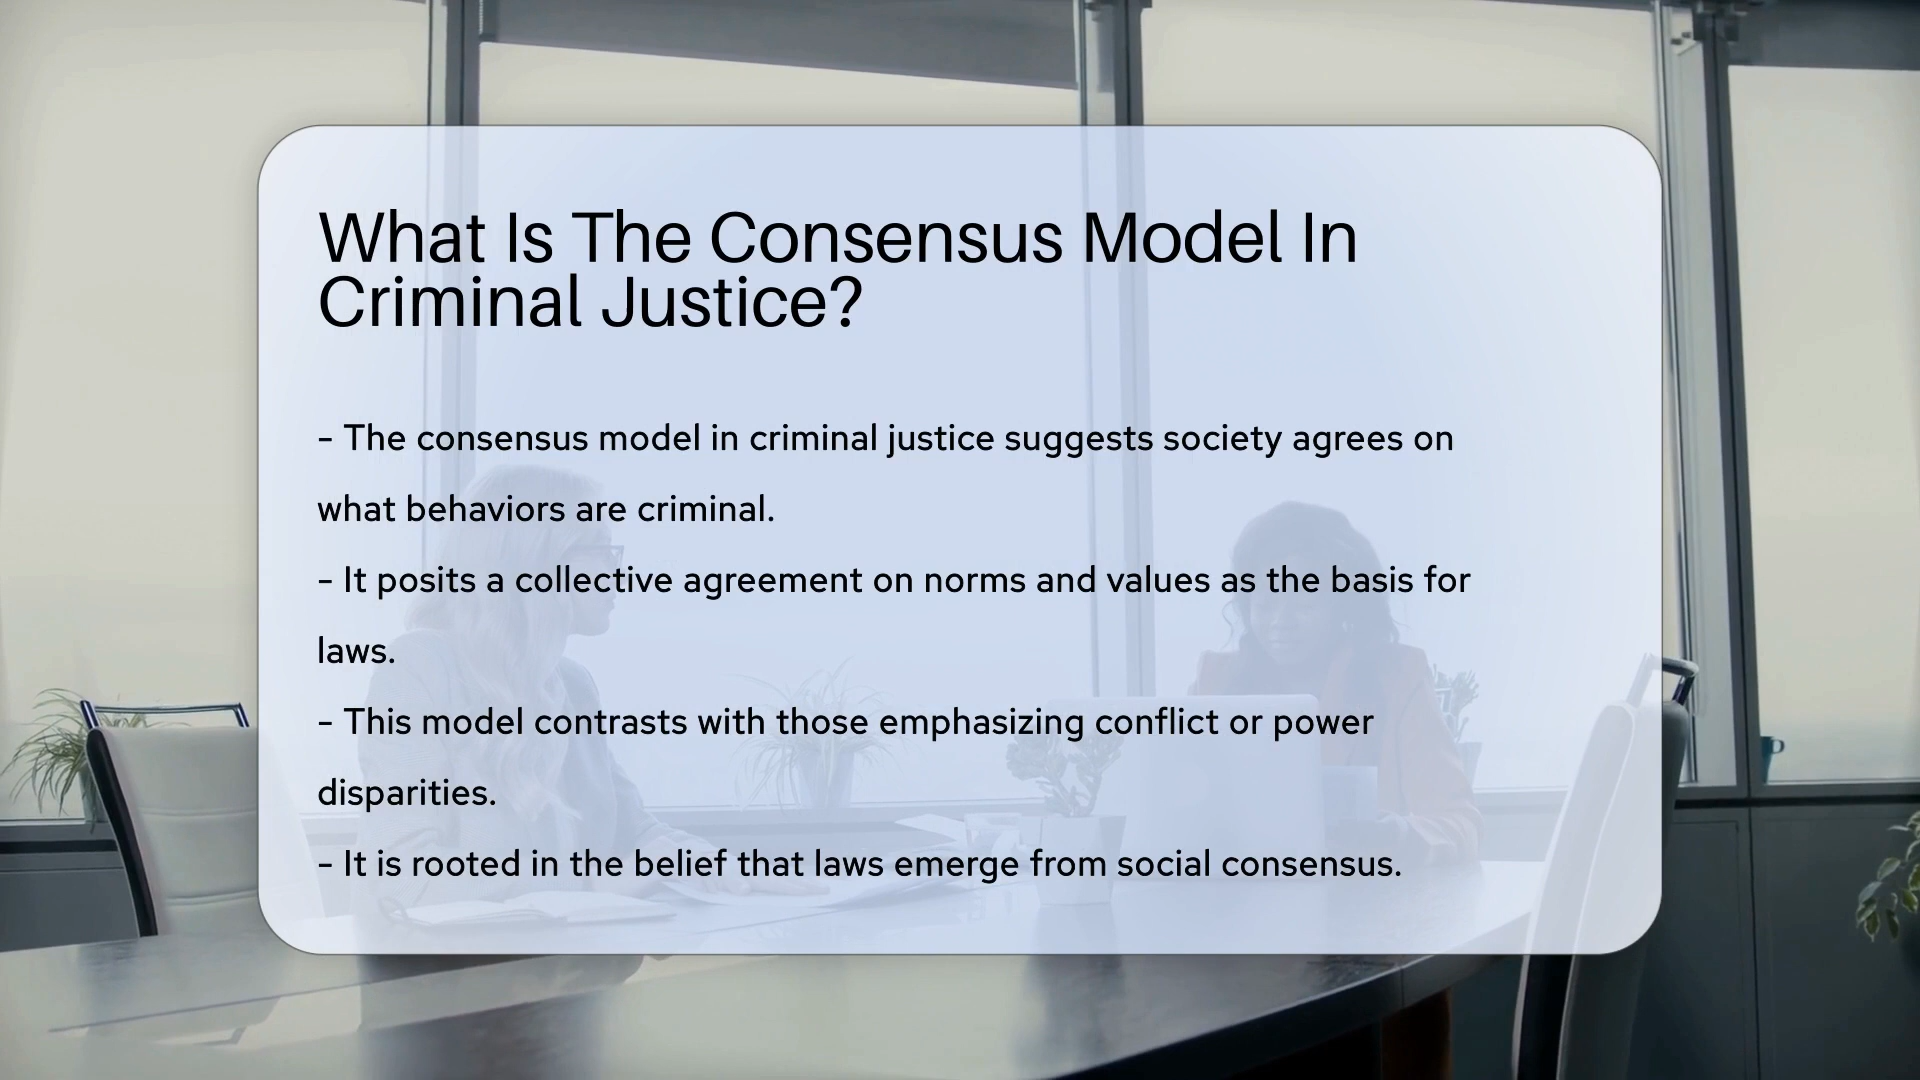 What Is The Consensus Model In
Criminal Justice?
- The consensus model in criminal justice suggests society agrees on
what behaviors are criminal.
- It posits a collective agreement on norms and values as the basis for
laws.
- This model contrasts with those emphasizing conflict or power
disparities.
- It is rooted in the belief that laws emerge from social consensus.